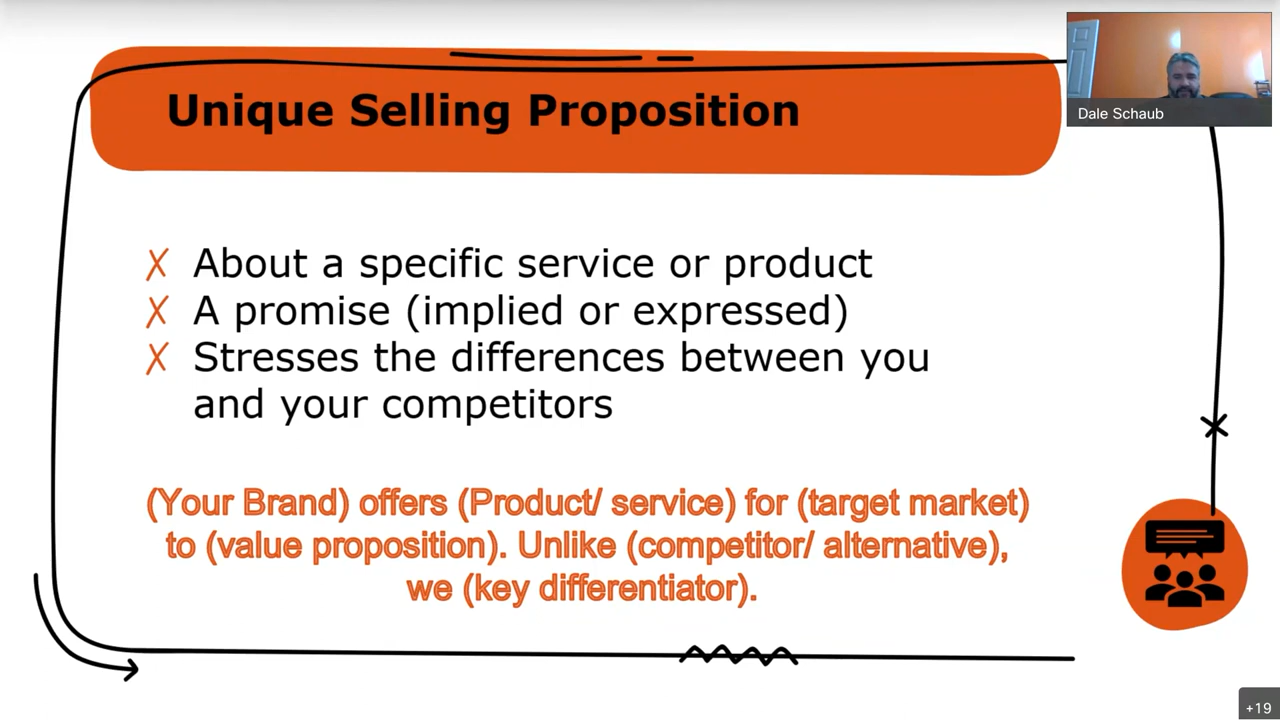 Unique Selling Proposition
Dale Schaub
╳ About a specific service or product
╳ A promise (implied or expressed)
╳ Stresses the differences between you
and your competitors
(Your Brand) offers (Product/ service) for (target market)
to (value proposition). Unlike (competitor/ alternative),
we (key differentiator).
+19